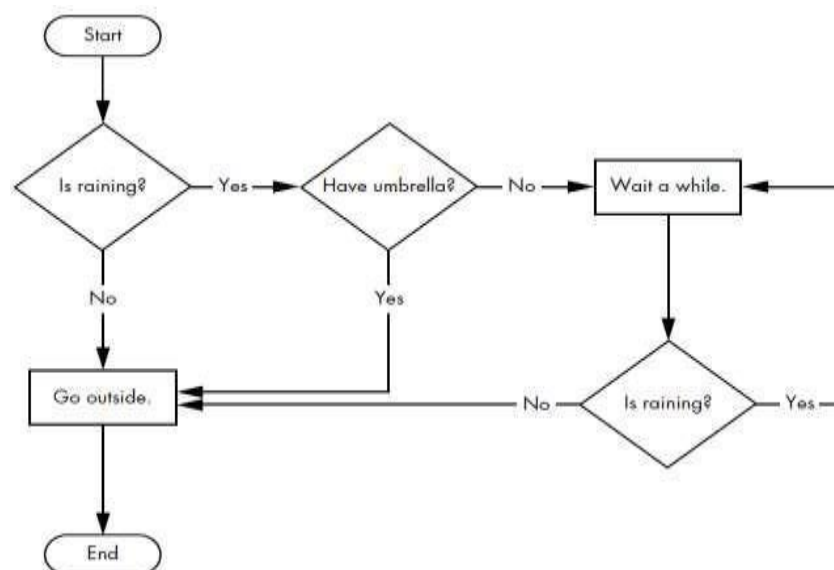 Start
Is raining?
Yes
Have umbrella?
No
Wait a while.
No
Yes
Go outside.
No
Is raining?
Yes
End